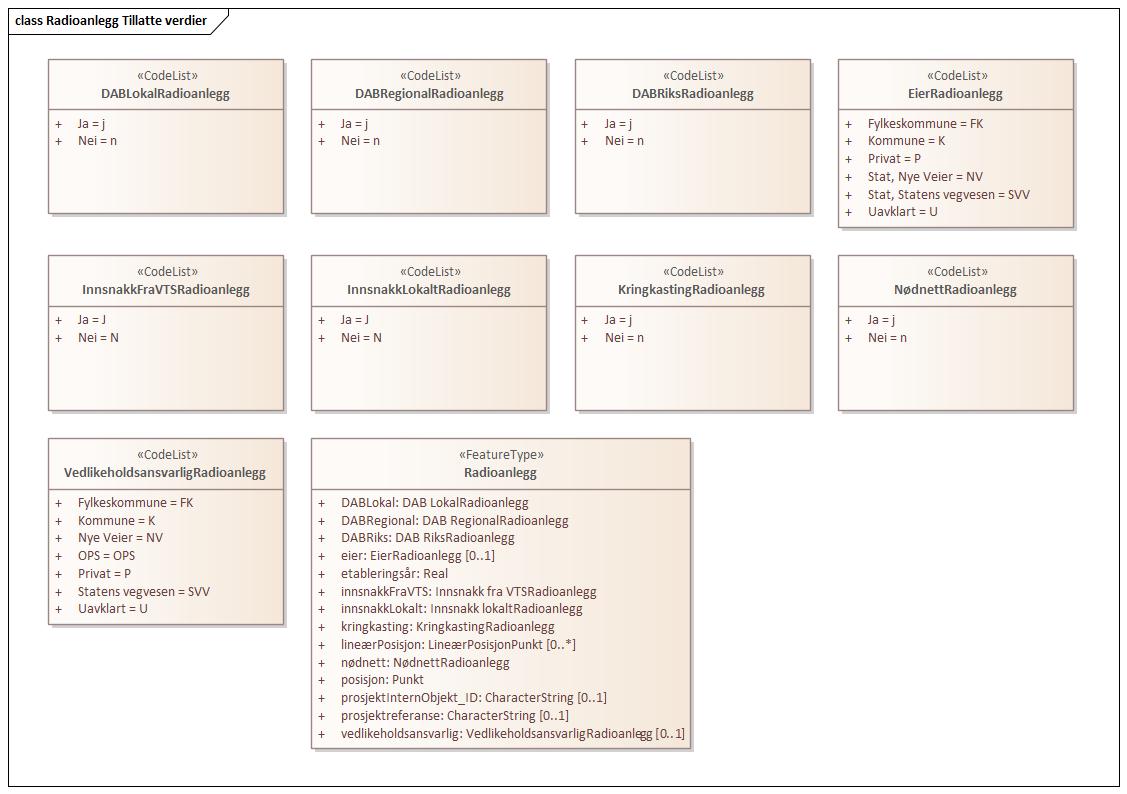 class Radioanlegg Tillatte verdier
«CodeList»
DABLokalRadioanlegg
+ Ja = j
+ Nei = n
«CodeList»
DABRegionalRadioanlegg
+ Ja = j
+ Nei = n
«CodeList»
DABRiksRadioanlegg
+ Ja = j
+ Nei = n
«CodeList»
EierRadioanlegg
+ Fylkeskommune = FK
+ Kommune = K
+ Privat = P
+ Stat, Nye Veier = NV
+ Stat, Statens vegvesen = SVV
+ Uavklart = U
«CodeList»
InnsnakkFraVTSRadioanlegg
+ Ja = J
+ Nei = N
«CodeList»
InnsnakkLokaltRadioanlegg
+ Ja = J
+ Nei = N
«CodeList»
KringkastingRadioanlegg
+ Ja = j
+ Nei = n
«CodeList»
NødnettRadioanlegg
+ Ja = j
+ Nei = n
«CodeList»
VedlikeholdsansvarligRadioanlegg
+ Fylkeskommune = FK
+ Kommune = K
+ Nye Veier = NV
+ OPS = OPS
+ Privat = P
+ Statens vegvesen = SVV
+ Uavklart = U
«FeatureType»
Radioanlegg
+ DABLokal: DAB LokalRadioanlegg
+ DABRegional: DAB RegionalRadioanlegg
+ DABRiks: DAB RiksRadioanlegg
+ eier: EierRadioanlegg [0..1]
+ etableringsår: Real
+ innsnakkFraVTS: Innsnakk fra VTSRadioanlegg
+ innsnakkLokalt: Innsnakk lokaltRadioanlegg
+ kringkasting: KringkastingRadioanlegg
+ lineærPosisjon: LineærPosisjonPunkt [0..*]
+ nødnett: NødnettRadioanlegg
+ posisjon: Punkt
+ prosjektInternObjekt_ID: CharacterString [0..1]
+ prosjektreferanse: CharacterString [0..1]
+ vedlikeholdsansvarlig: VedlikeholdsansvarligRadioanlegg [0..1]